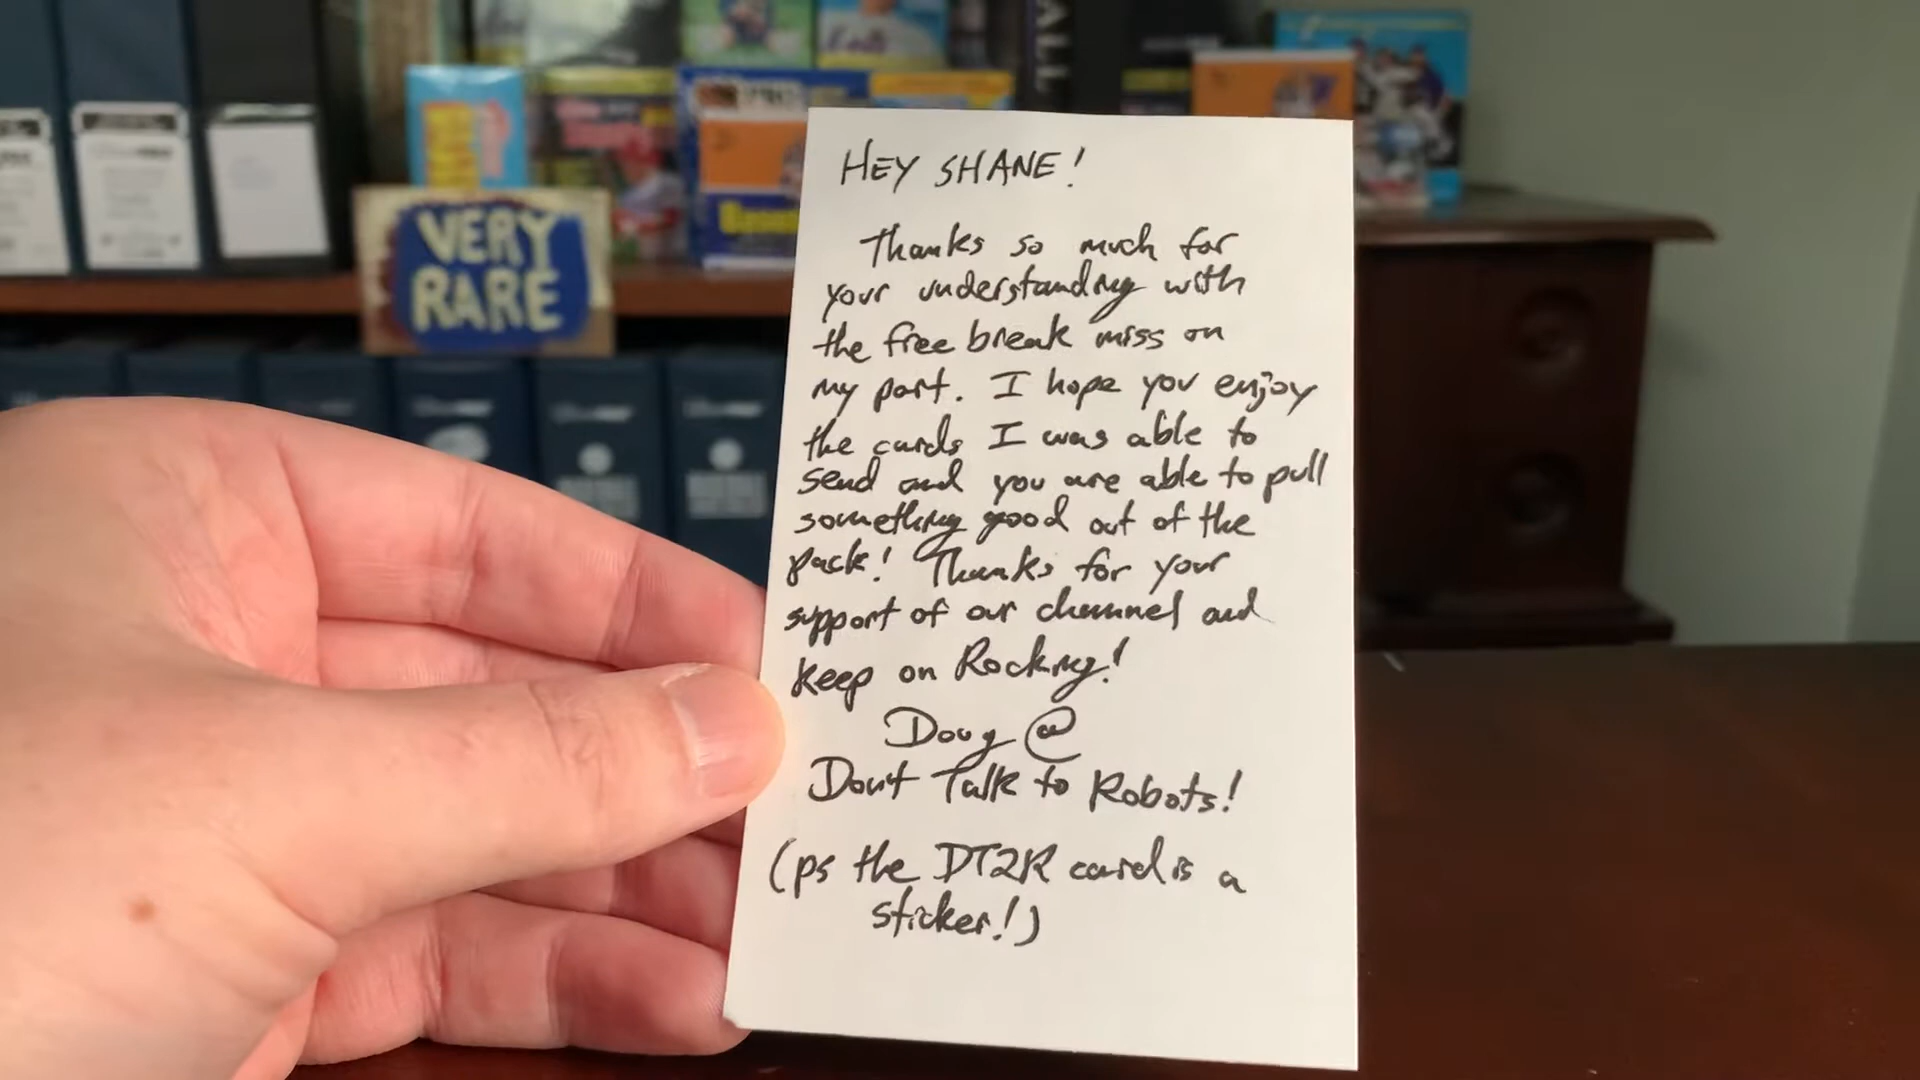 HEY SHANE!
Thanks so much for
your understanding with
the free break miss on
my part. I hope you enjoy
the cards I was able to
send and you are able to pull
something good out of the
pack! Thanks for your
support of our channel and
keep on Rocking!
Doug @
Dont Talk to Robots!
(ps the DT2R card is a
sticker!)
VERY
RARE
ALL